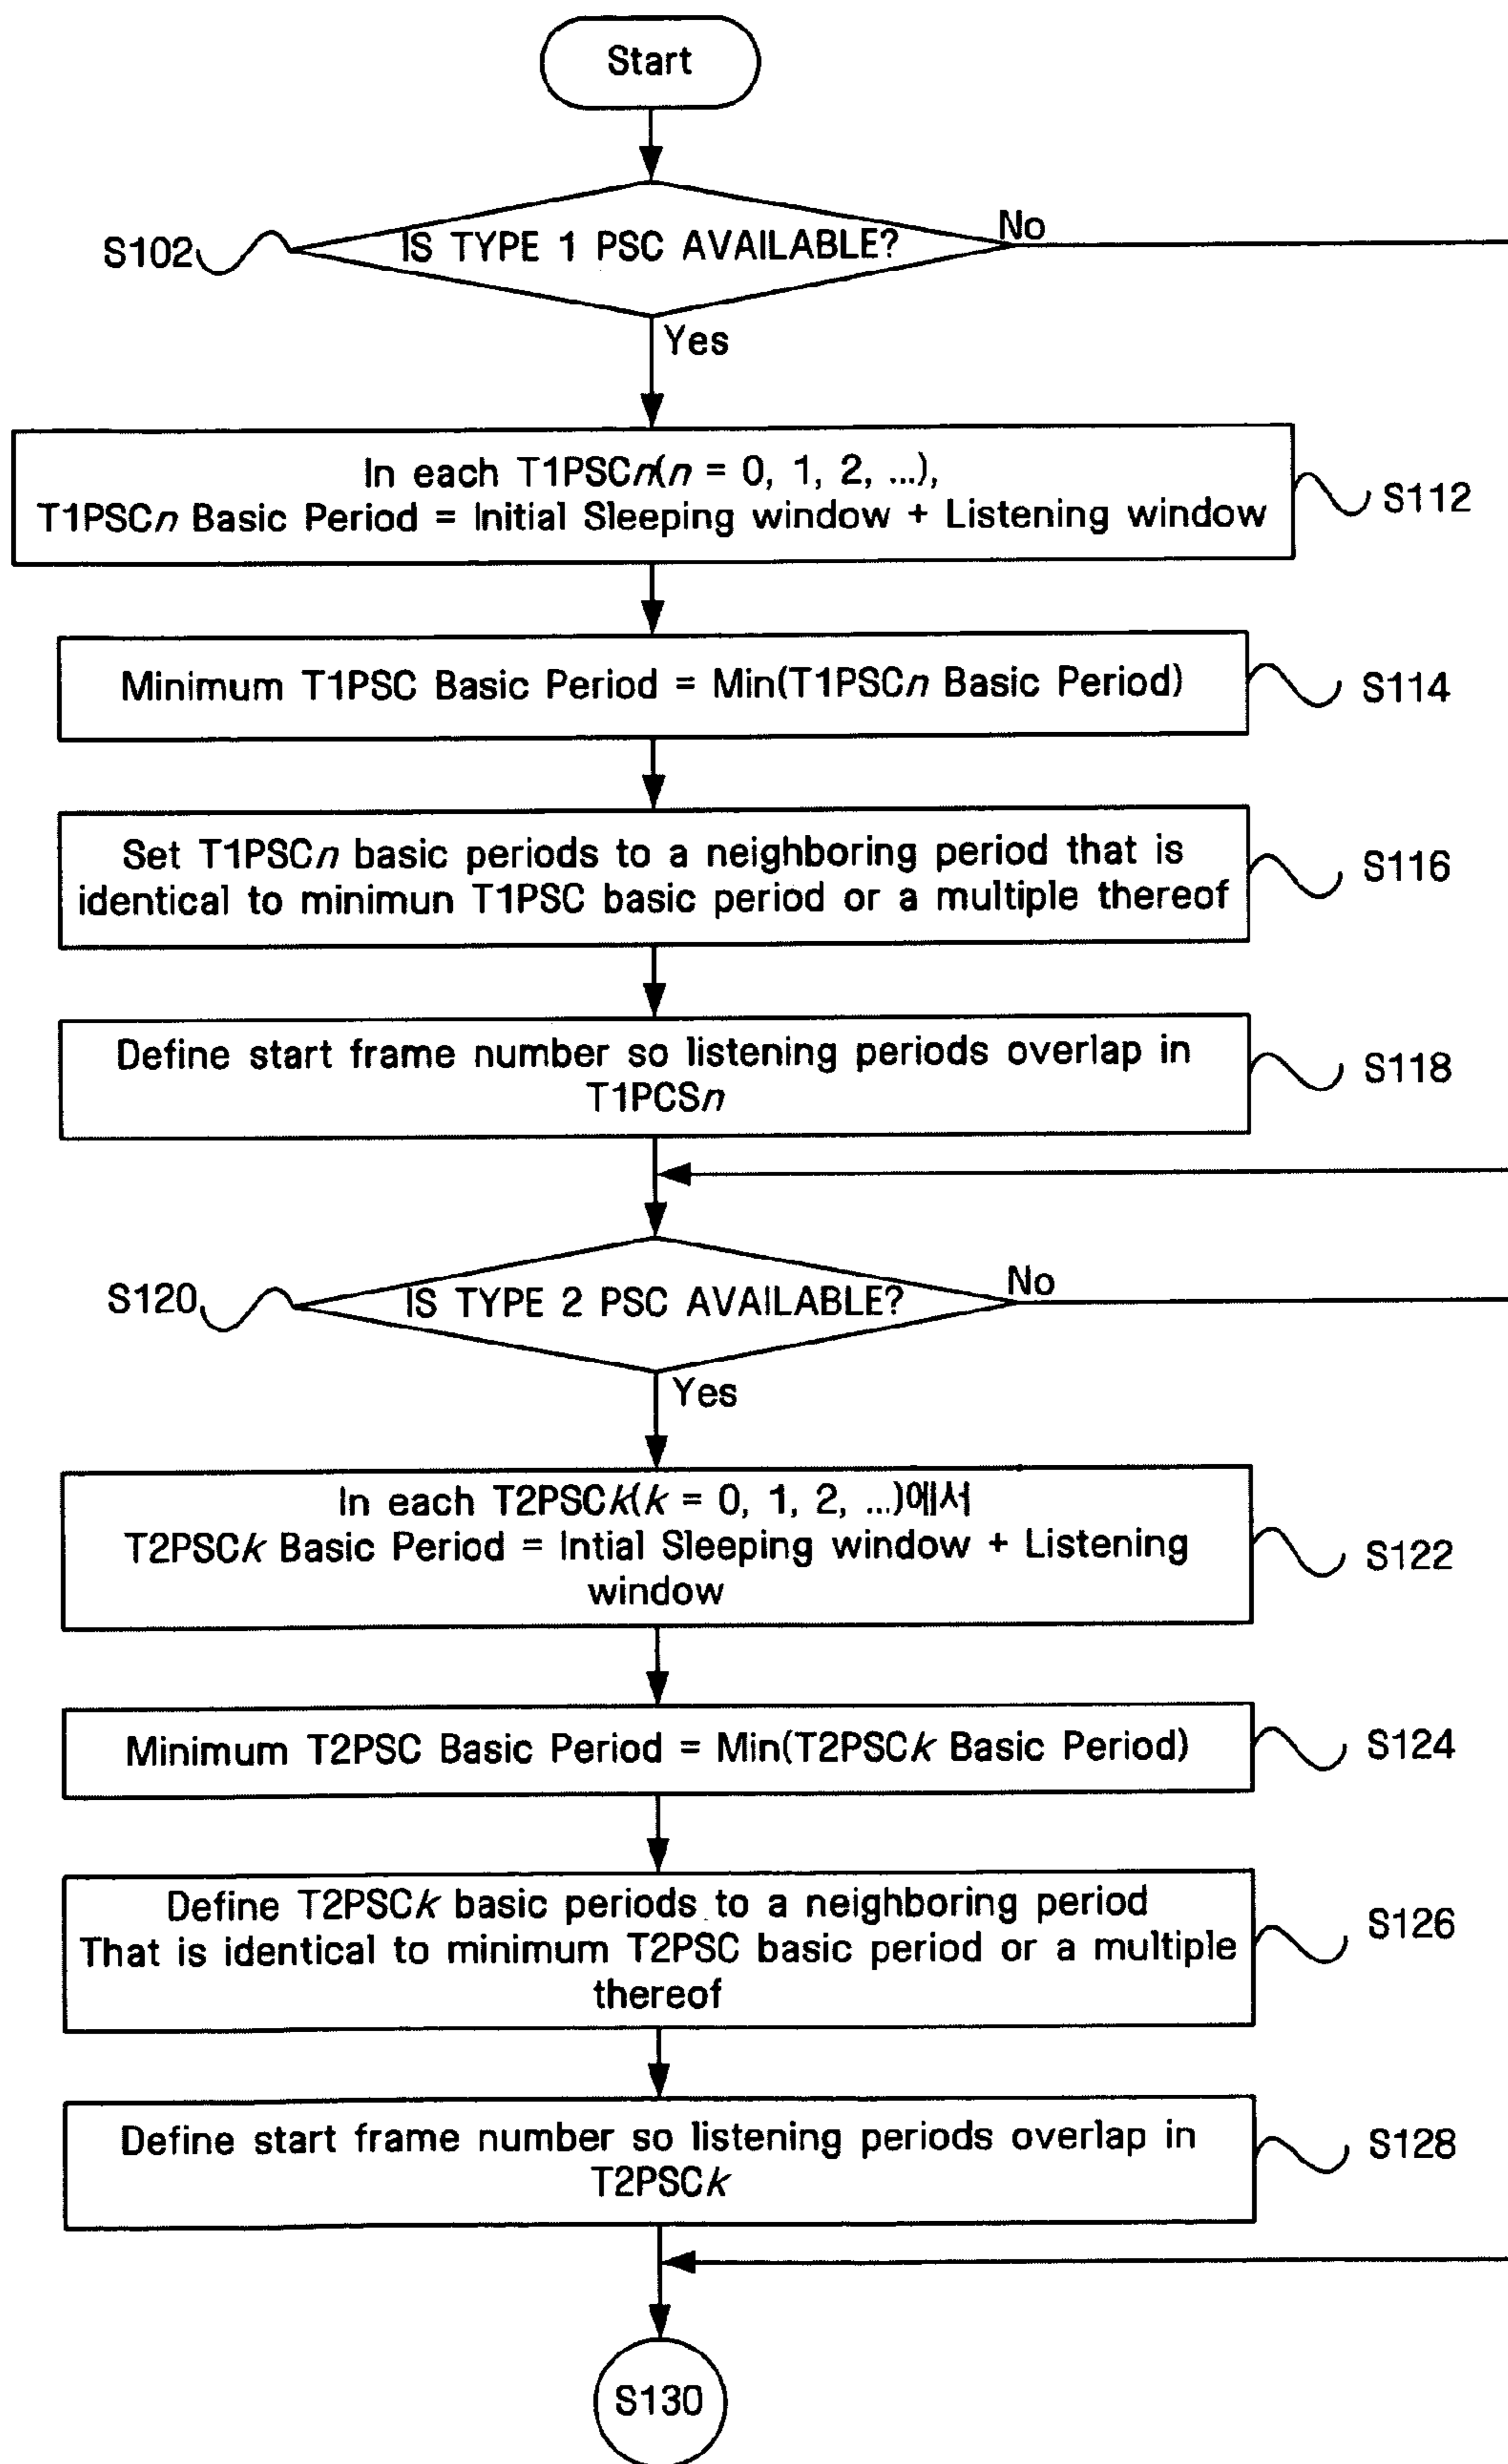 Start
S102
IS TYPE 1 PSC AVAILABLE?
No
Yes
In each T1PSCn(n = 0, 1, 2, ...),
T1PSCn Basic Period = Initial Sleeping window + Listening window
S112
Minimum T1PSC Basic Period = Min(T1PSCn Basic Period)
S114
Set T1PSCn basic periods to a neighboring period that is
identical to minimun T1PSC basic period or a multiple thereof
S116
Define start frame number so listening periods overlap in
T1PCSn
S118
S120
IS TYPE 2 PSC AVAILABLE?
No
Yes
In each T2PSCk(k = 0, 1, 2, ...)에서
T2PSCk Basic Period = Intial Sleeping window + Listening
window
S122
Minimum T2PSC Basic Period = Min(T2PSCk Basic Period)
S124
Define T2PSCk basic periods to a neighboring period
That is identical to minimum T2PSC basic period or a multiple
thereof
S126
Define start frame number so listening periods overlap in
T2PSCk
S128
S130